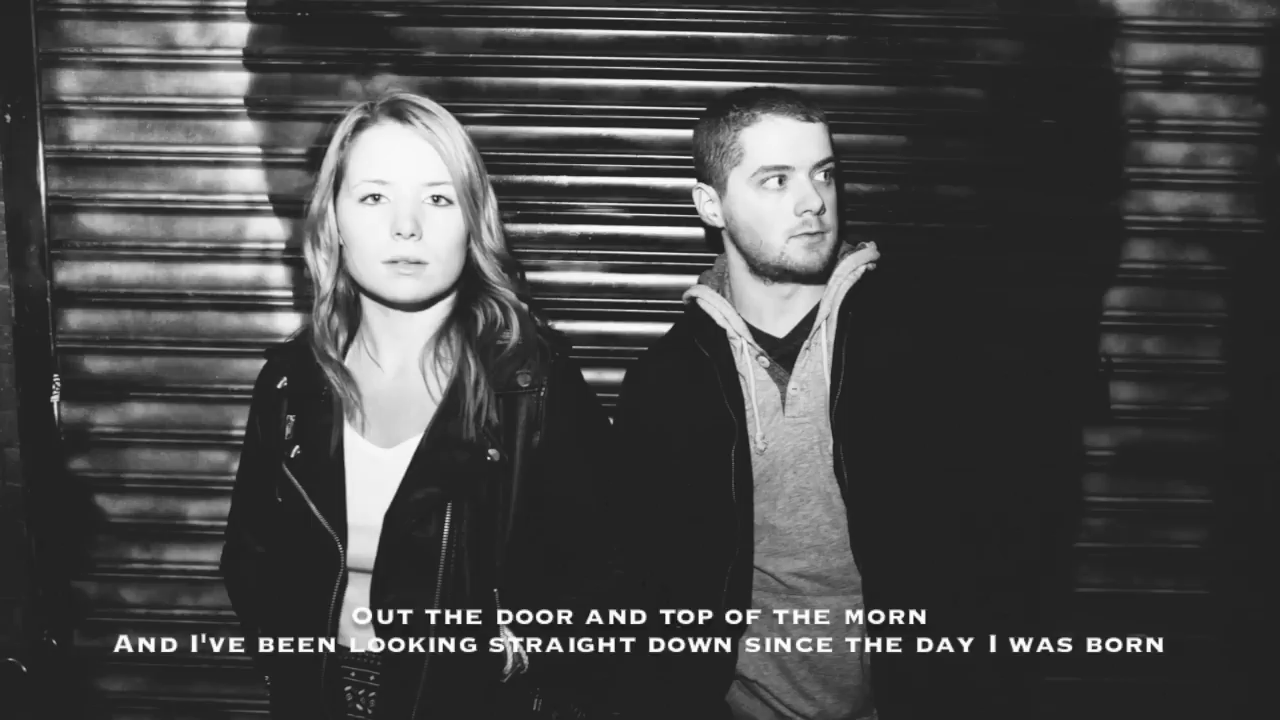 Out the door and top of the morn
And I've been looking straight down since the day I was born